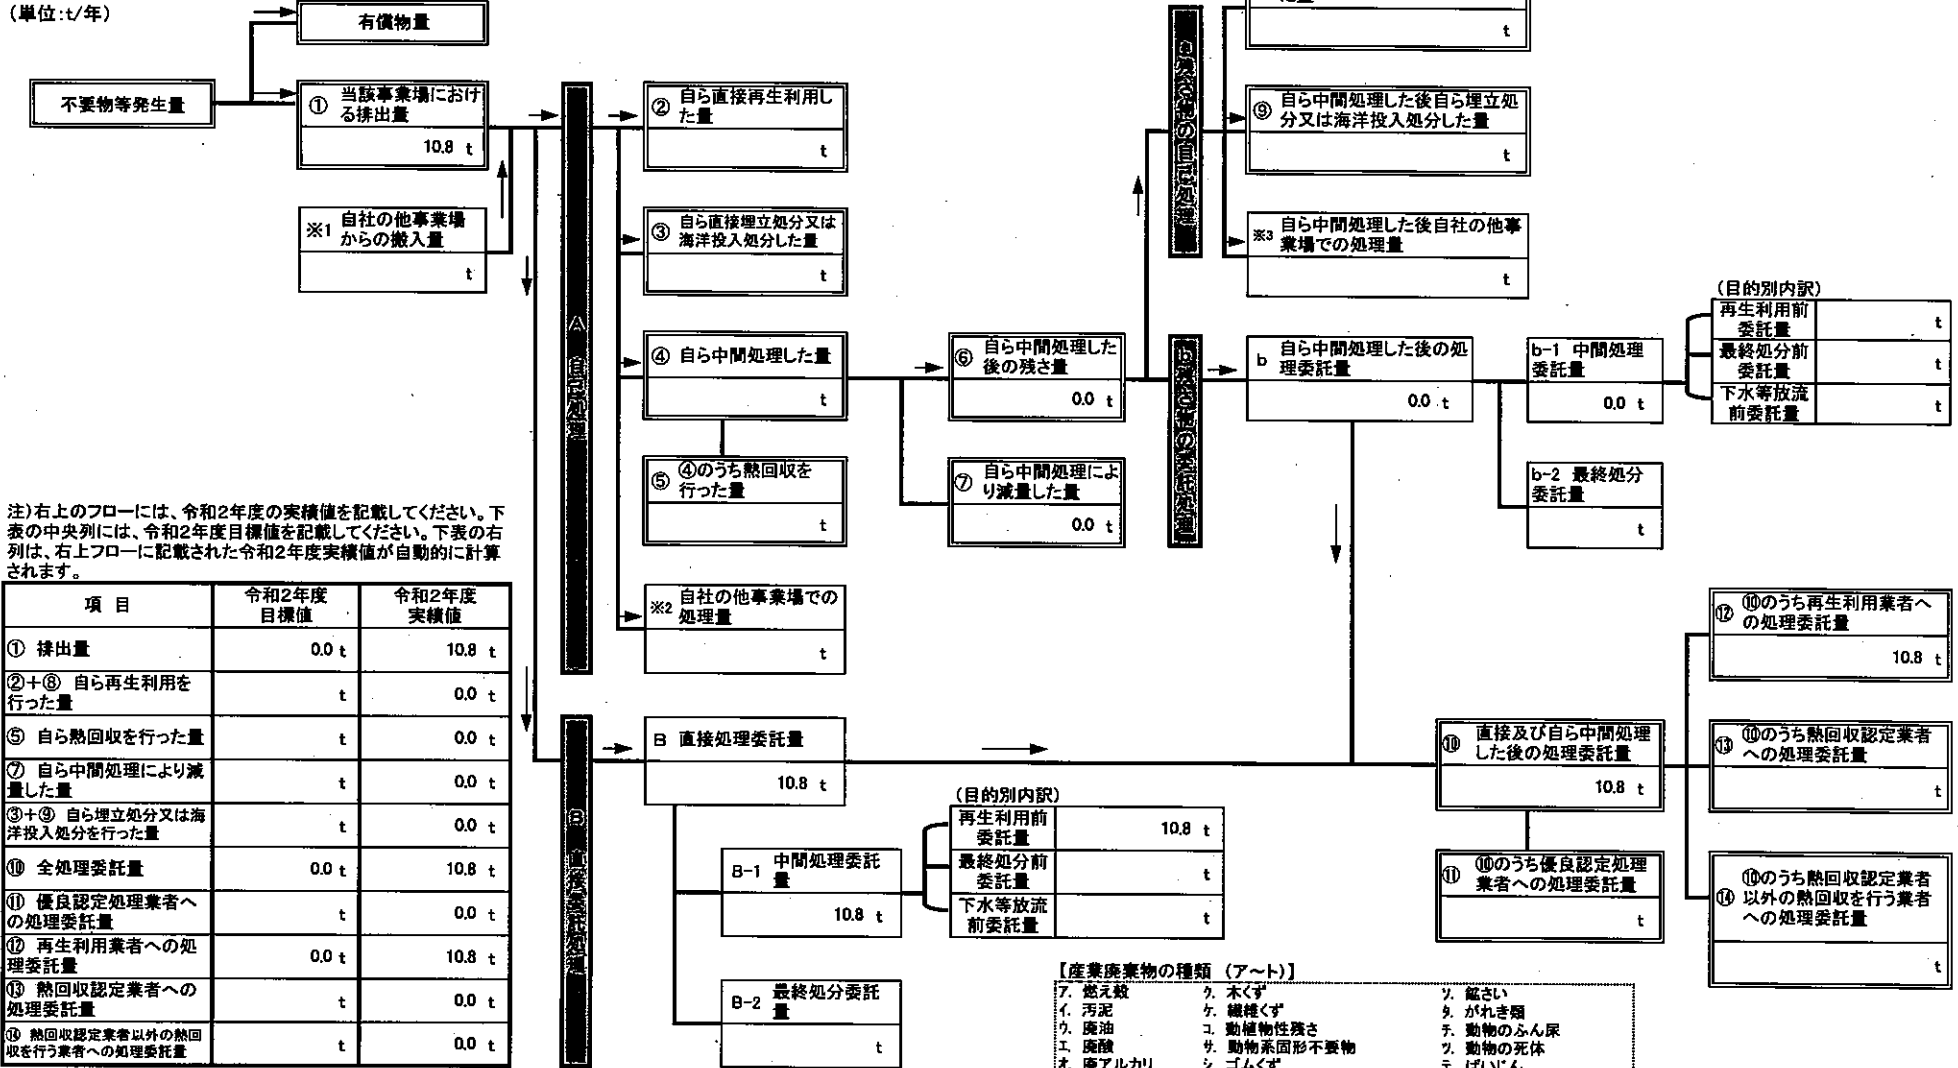 (単位:t/年)
有償物量
不要物等発生量
① 当該事業場におけ
る排出量
10.8 t
※1 自社の他事業場
からの搬入量
t
A
自己処理
② 自ら直接再生利用し
た量
t
③ 自ら直接埋立処分又は
海洋投入処分した量
t
④ 自ら中間処理した量
t
⑤ ④のうち熱回収を
行った量
t
※2 自社の他事業場での
処理量
t
⑥ 自ら中間処理した
後の残さ量
0.0 t
⑦ 自ら中間処理によ
り減量した量
0.0 t
t
⑨ 自ら中間処理した後自ら埋立処
分又は海洋投入処分した量
t
※3 自ら中間処理した後自社の他事
業場での処理量
t
b 自ら中間処理した後の処
理委託量
0.0 t
b-1 中間処理
委託量
0.0 t
b-2 最終処分
委託量
t
(目的別内訳)
再生利用前
委託量
t
最終処分前
委託量
t
下水等放流
前委託量
t
注)右上のフローには、令和2年度の実績値を記載してください。下
表の中央列には、令和2年度目標値を記載してください。下表の右
列は、右上フローに記載された令和2年度実績値が自動的に計算
されます。
項 目
令和2年度
目標値
令和2年度
実績値
① 排出量 0.0 t 10.8 t
②+⑧ 自ら再生利用を
行った量 t 0.0 t
⑤ 自ら熱回収を行った量 t 0.0 t
⑦ 自ら中間処理により減
量した量 t 0.0 t
③+⑨ 自ら埋立処分又は海
洋投入処分を行った量 t 0.0 t
⑩ 全処理委託量 0.0 t 10.8 t
⑪ 優良認定処理業者へ
の処理委託量 t 0.0 t
⑫ 再生利用業者への処
理委託量 0.0 t 10.8 t
⑬ 熱回収認定業者への
処理委託量 t 0.0 t
⑭ 熱回収認定業者以外の熱回
収を行う業者への処理委託量 t 0.0 t
B
直接委託処理
B 直接処理委託量
10.8 t
B-1 中間処理委託
量
10.8 t
B-2 最終処分委託
量
t
(目的別内訳)
再生利用前
委託量
10.8 t
最終処分前
委託量
t
下水等放流
前委託量
t
⑩ 直接及び自ら中間処理
した後の処理委託量
10.8 t
⑪ ⑩のうち優良認定処理
業者への処理委託量
t
⑫ ⑩のうち再生利用業者へ
の処理委託量
10.8 t
⑬ ⑩のうち熱回収認定業者
への処理委託量
t
⑭ ⑩のうち熱回収認定業者
以外の熱回収を行う業者
への処理委託量
t
【産業廃棄物の種類 (ア~ト)】
ア. 燃え殻 ク. 木くず ソ. 鉱さい
イ. 汚泥 ケ. 繊維くず タ. がれき類
ウ. 廃油 コ. 動植物性残さ チ. 動物のふん尿
エ. 廃酸 サ. 動物系固形不要物 ツ. 動物の死体
オ. 廃アルカリ シ. ゴムくず テ. ばいじん